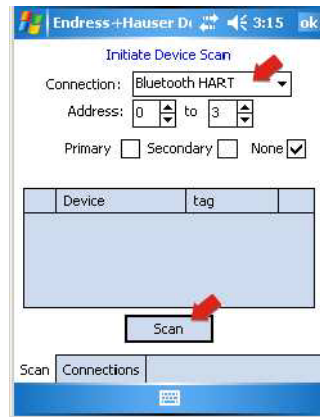 Endress+Hauser D 3:15 ok
Initiate Device Scan
Connection: Bluetooth HART
Address: 0 to 3
Primary Secondary None
Device tag
Scan
Scan Connections